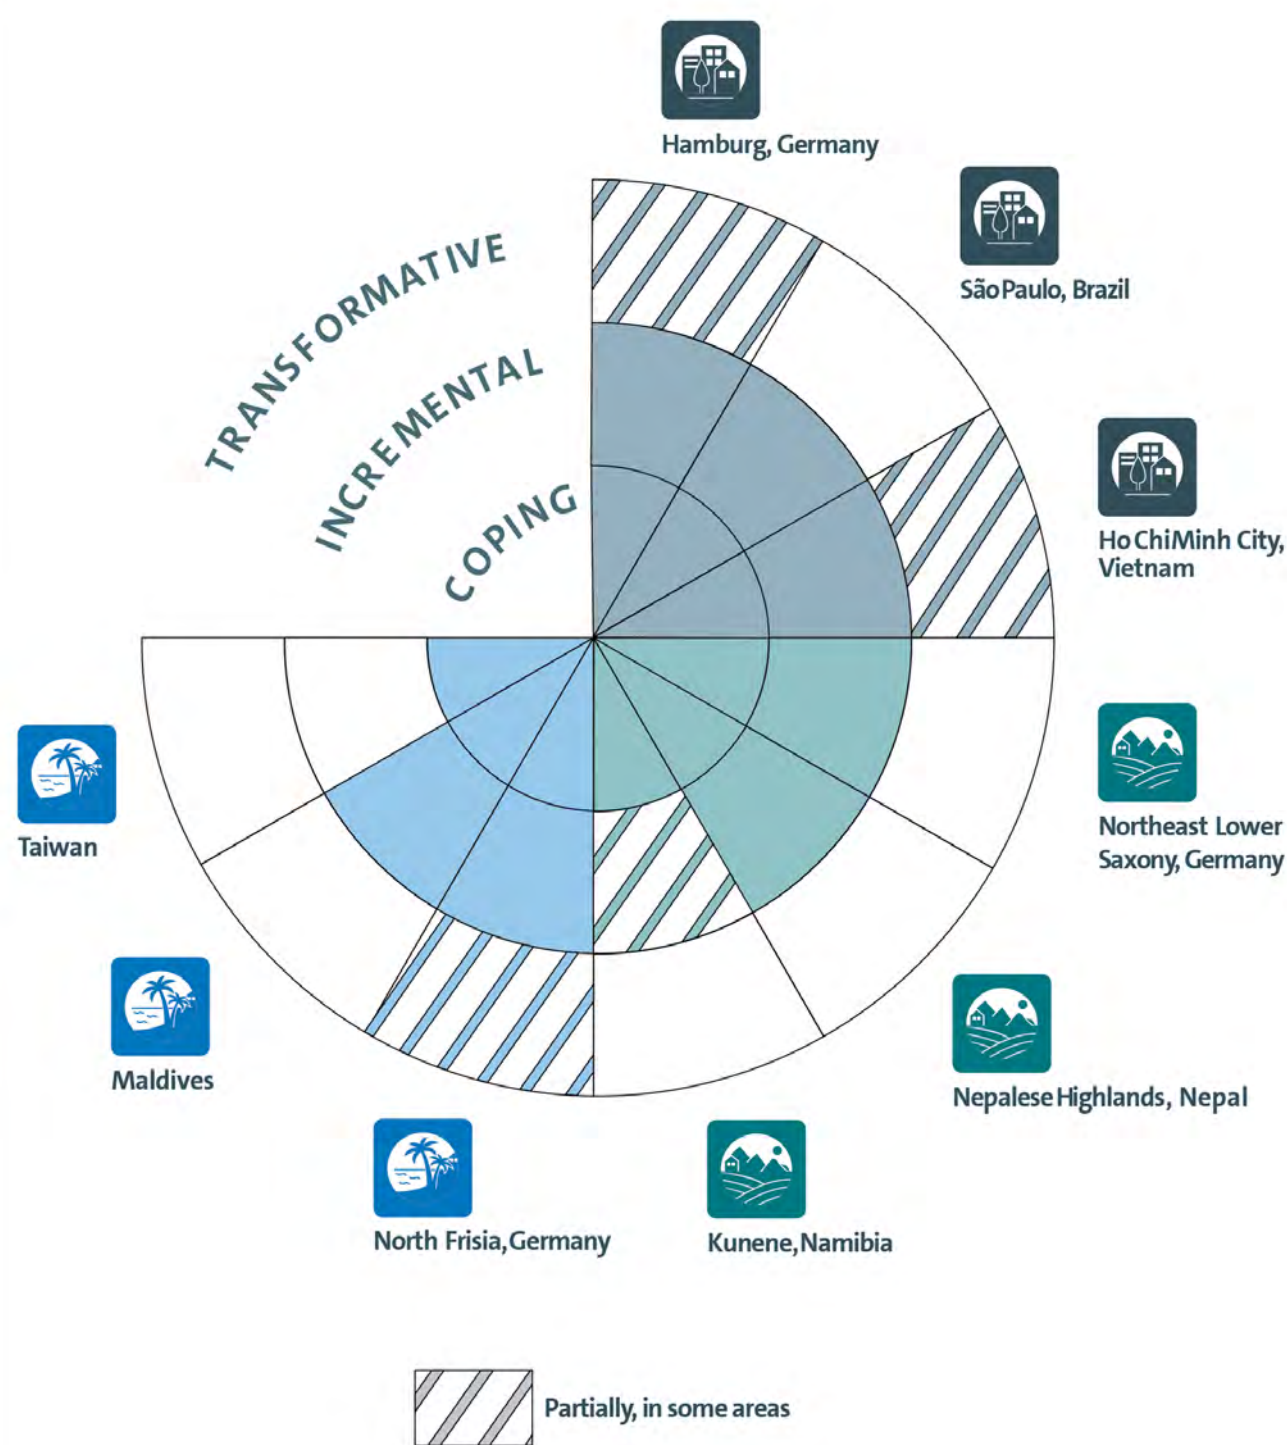 Hamburg, Germany
São Paulo, Brazil
TRANSFORMATIVE
INCREMENTAL
COPING
Ho Chi Minh City,
Vietnam
Northeast Lower
Saxony, Germany
Taiwan
Maldives
Nepalese Highlands, Nepal
North Frisia, Germany
Kunene, Namibia
Partially, in some areas